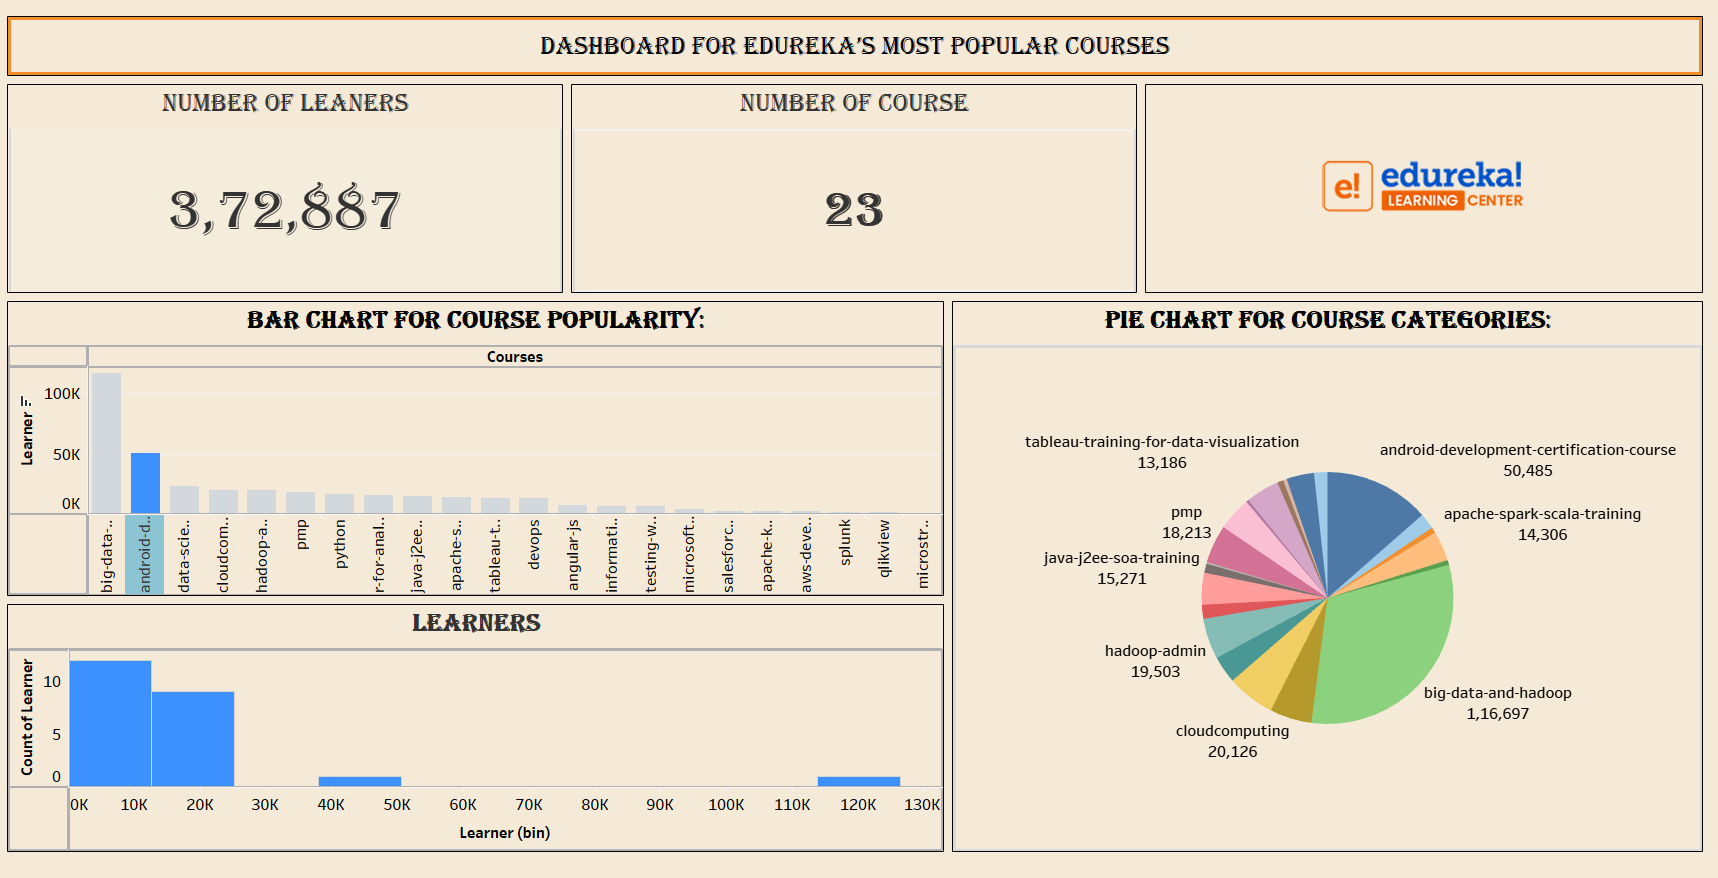 DASHBOARD FOR EDUREKA'S MOST POPULAR COURSES
NUMBER OF LEANERS
3,72,887
NUMBER OF COURSE
23
e! edureka!
LEARNING CENTER
BAR CHART FOR COURSE POPULARITY:
Courses
Learner
100K
50K
0K
big-data-..
android-d..
data-scie..
cloudcom..
hadoop-a..
pmp
python
r-for-anal..
java-j2ee..
apache-s..
tableau-t..
devops
angular-js
informati..
testing-w..
microsoft..
salesforc..
apache-k..
aws-deve..
splunk
qlikview
microstr..
LEARNERS
Count of Learner
10
5
0
0K 10K 20K 30K 40K 50K 60K 70K 80K 90K 100K 110K 120K 130K
Learner (bin)
PIE CHART FOR COURSE CATEGORIES:
tableau-training-for-data-visualization
13,186
android-development-certification-course
50,485
pmp
18,213
apache-spark-scala-training
14,306
java-j2ee-soa-training
15,271
hadoop-admin
19,503
big-data-and-hadoop
1,16,697
cloudcomputing
20,126